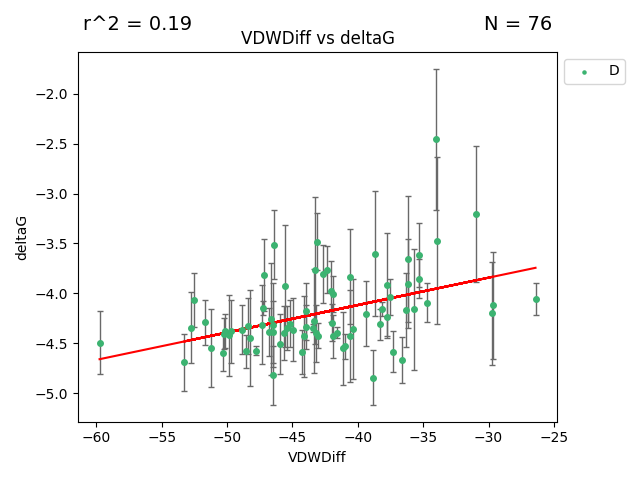 r^2 = 0.19
N = 76
VDWDiff vs deltaG
D
deltaG
−2.0
−2.5
−3.0
−3.5
−4.0
−4.5
−5.0
−60 −55 −50 −45 −40 −35 −30 −25
VDWDiff